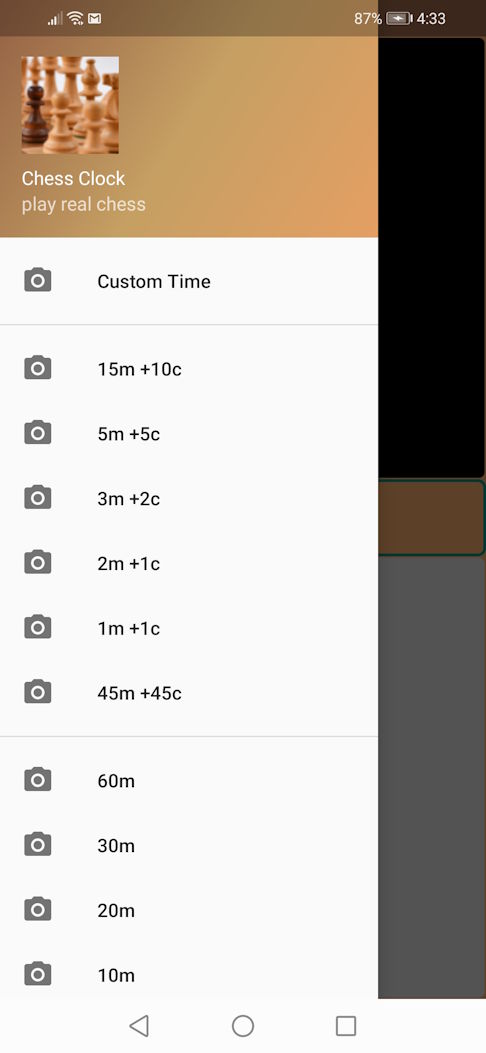 87% 4:33
Chess Clock
play real chess
Custom Time
15m +10c
5m +5c
3m +2c
2m +1c
1m +1c
45m +45c
60m
30m
20m
10m